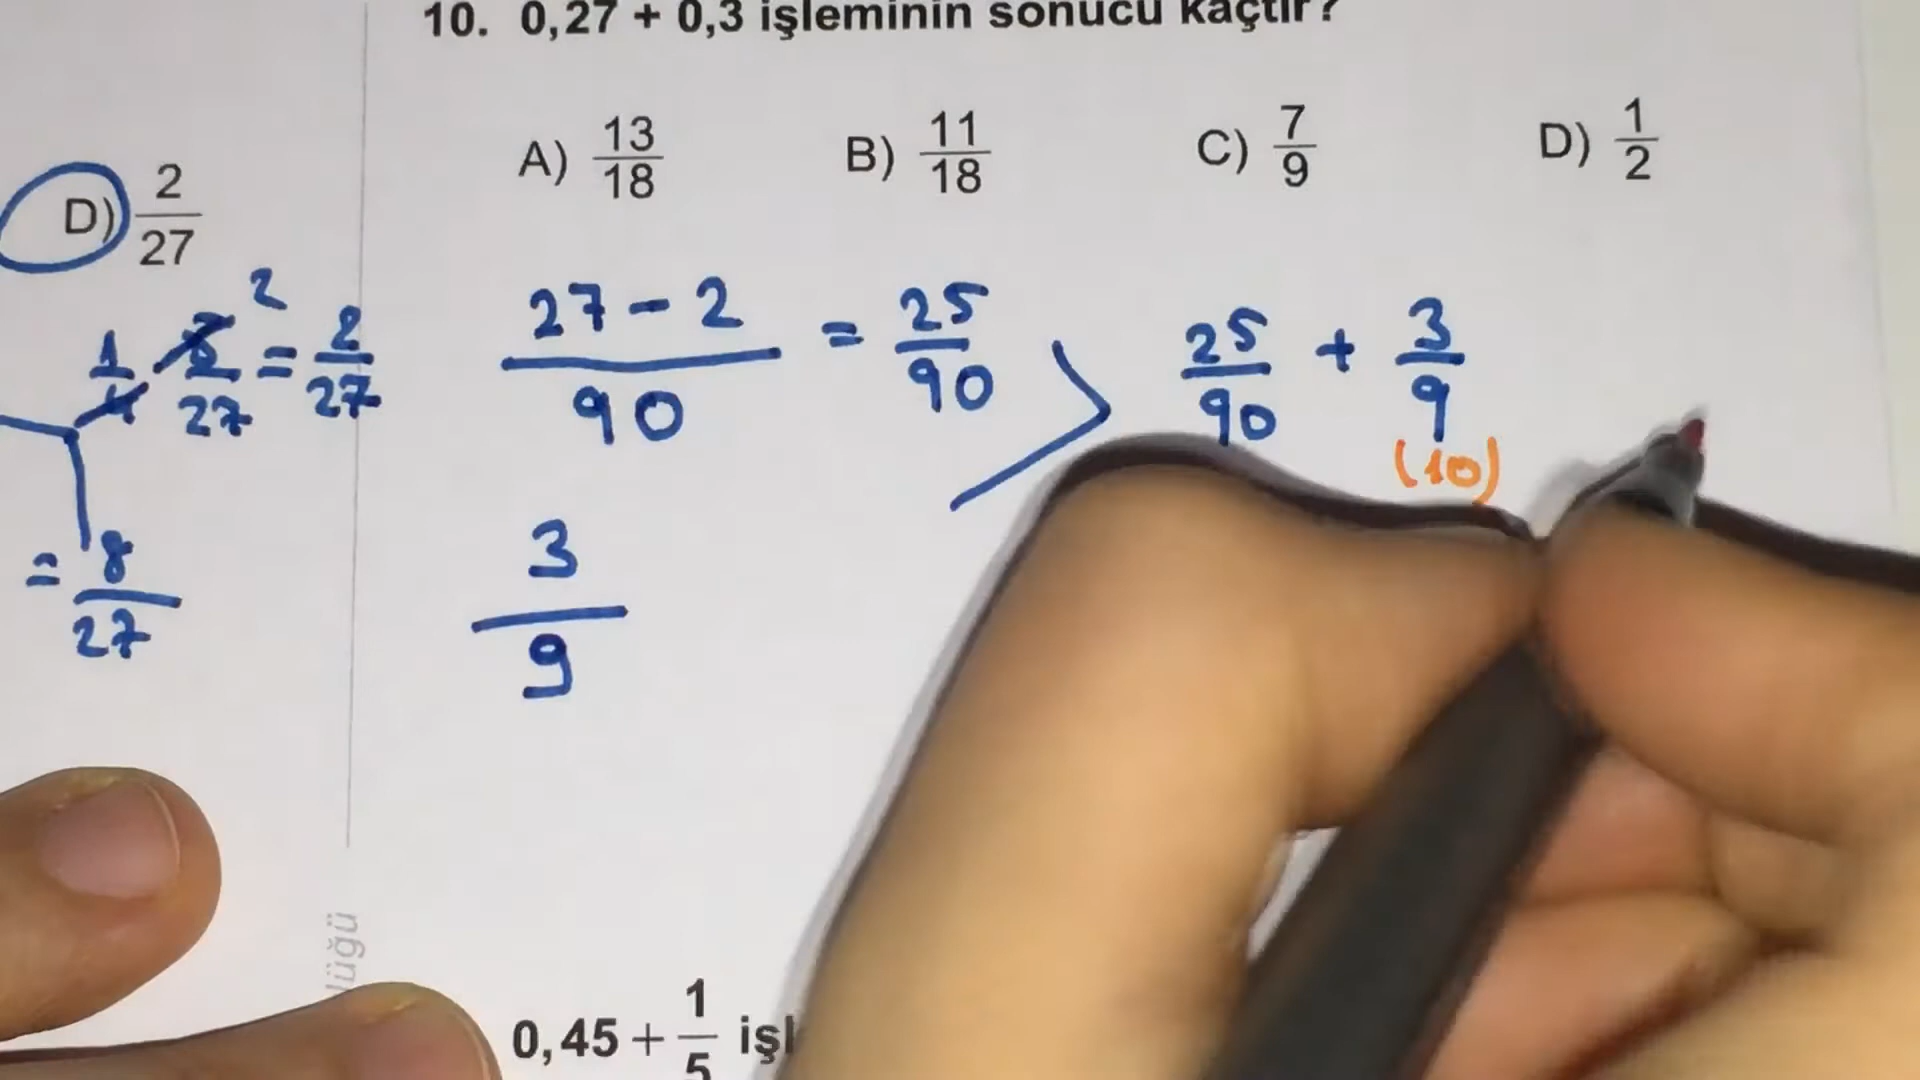 10. 0,27 + 0,3 işleminin sonucu kaçtır?
A) 13/18 B) 11/18 C) 7/9 D) 1/2
D) 2/27
27 - 2 / 90 = 25/90
25/90 + 3/9
(10)
2
1/4 2/27 = 2/27
3/9
= 8/27
lüğü
0,45 + 1/5 işl